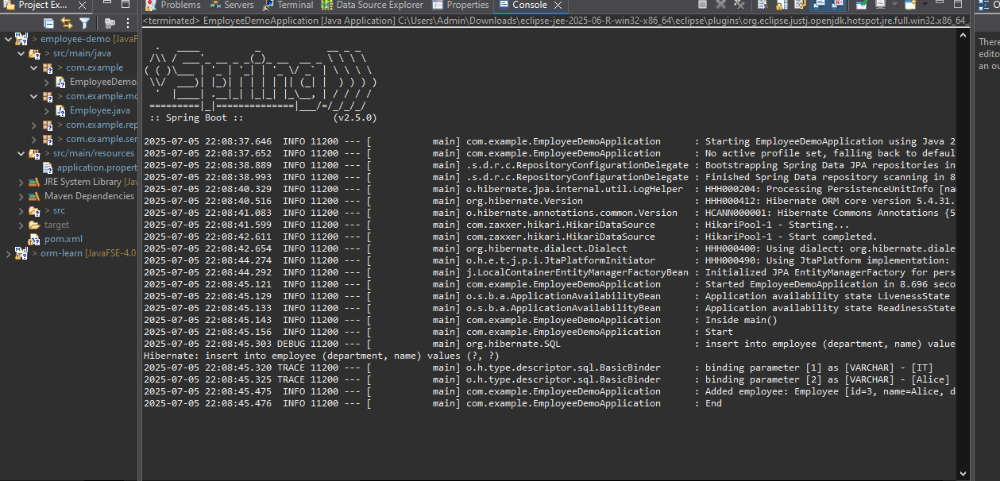 Project Ex...
Problems
Servers
Terminal
Data Source Explorer
Properties
Console
<terminated> EmployeeDemoApplication [Java Application] C:\Users\Admin\Downloads\eclipse-jee-2025-06-R-win32-x86_64\eclipse\plugins\org.eclipse.justj.openjdk.hotspot.jre.full.win32.x86_64_
employee-demo [JavaF
src/main/java
com.example
EmployeeDemo.
com.example.mo
Employee.java
com.example.rep
com.example.ser
src/main/resources
application.propert
JRE System Library [Jav
Maven Dependencies
src
target
pom.xml
orm-learn [JavaFSE-4.0
:: Spring Boot ::                (v2.5.0)
2025-07-05 22:08:37.646  INFO 11200 --- [           main] com.example.EmployeeDemoApplication      : Starting EmployeeDemoApplication using Java 2
2025-07-05 22:08:37.652  INFO 11200 --- [           main] com.example.EmployeeDemoApplication      : No active profile set, falling back to defaul
2025-07-05 22:08:38.889  INFO 11200 --- [           main] .s.d.r.c.RepositoryConfigurationDelegate : Bootstrapping Spring Data JPA repositories in
2025-07-05 22:08:38.993  INFO 11200 --- [           main] .s.d.r.c.RepositoryConfigurationDelegate : Finished Spring Data repository scanning in 8
2025-07-05 22:08:40.329  INFO 11200 --- [           main] o.hibernate.jpa.internal.util.LogHelper  : HHH000204: Processing PersistenceUnitInfo [na
2025-07-05 22:08:40.516  INFO 11200 --- [           main] org.hibernate.Version                    : HHH000412: Hibernate ORM core version 5.4.31.
2025-07-05 22:08:41.083  INFO 11200 --- [           main] o.hibernate.annotations.common.Version   : HCANN000001: Hibernate Commons Annotations {5
2025-07-05 22:08:41.599  INFO 11200 --- [           main] com.zaxxer.hikari.HikariDataSource       : HikariPool-1 - Starting...
2025-07-05 22:08:42.611  INFO 11200 --- [           main] com.zaxxer.hikari.HikariDataSource       : HikariPool-1 - Start completed.
2025-07-05 22:08:42.654  INFO 11200 --- [           main] org.hibernate.dialect.Dialect            : HHH000400: Using dialect: org.hibernate.diale
2025-07-05 22:08:44.274  INFO 11200 --- [           main] o.h.e.t.j.p.i.JtaPlatformInitiator       : HHH000490: Using JtaPlatform implementation:
2025-07-05 22:08:44.292  INFO 11200 --- [           main] j.LocalContainerEntityManagerFactoryBean : Initialized JPA EntityManagerFactory for pers
2025-07-05 22:08:45.121  INFO 11200 --- [           main] com.example.EmployeeDemoApplication      : Started EmployeeDemoApplication in 8.696 seco
2025-07-05 22:08:45.129  INFO 11200 --- [           main] o.s.b.a.ApplicationAvailabilityBean      : Application availability state LivenessState
2025-07-05 22:08:45.133  INFO 11200 --- [           main] o.s.b.a.ApplicationAvailabilityBean      : Application availability state ReadinessState
2025-07-05 22:08:45.143  INFO 11200 --- [           main] com.example.EmployeeDemoApplication      : Inside main()
2025-07-05 22:08:45.156  INFO 11200 --- [           main] com.example.EmployeeDemoApplication      : Start
2025-07-05 22:08:45.303 DEBUG 11200 --- [           main] org.hibernate.SQL                        : insert into employee (department, name) value
Hibernate: insert into employee (department, name) values (?, ?)
2025-07-05 22:08:45.320 TRACE 11200 --- [           main] o.h.type.descriptor.sql.BasicBinder      : binding parameter [1] as [VARCHAR] - [IT]
2025-07-05 22:08:45.325 TRACE 11200 --- [           main] o.h.type.descriptor.sql.BasicBinder      : binding parameter [2] as [VARCHAR] - [Alice]
2025-07-05 22:08:45.475  INFO 11200 --- [           main] com.example.EmployeeDemoApplication      : Added employee: Employee [id=3, name=Alice, d
2025-07-05 22:08:45.476  INFO 11200 --- [           main] com.example.EmployeeDemoApplication      : End
There
edito
an ou